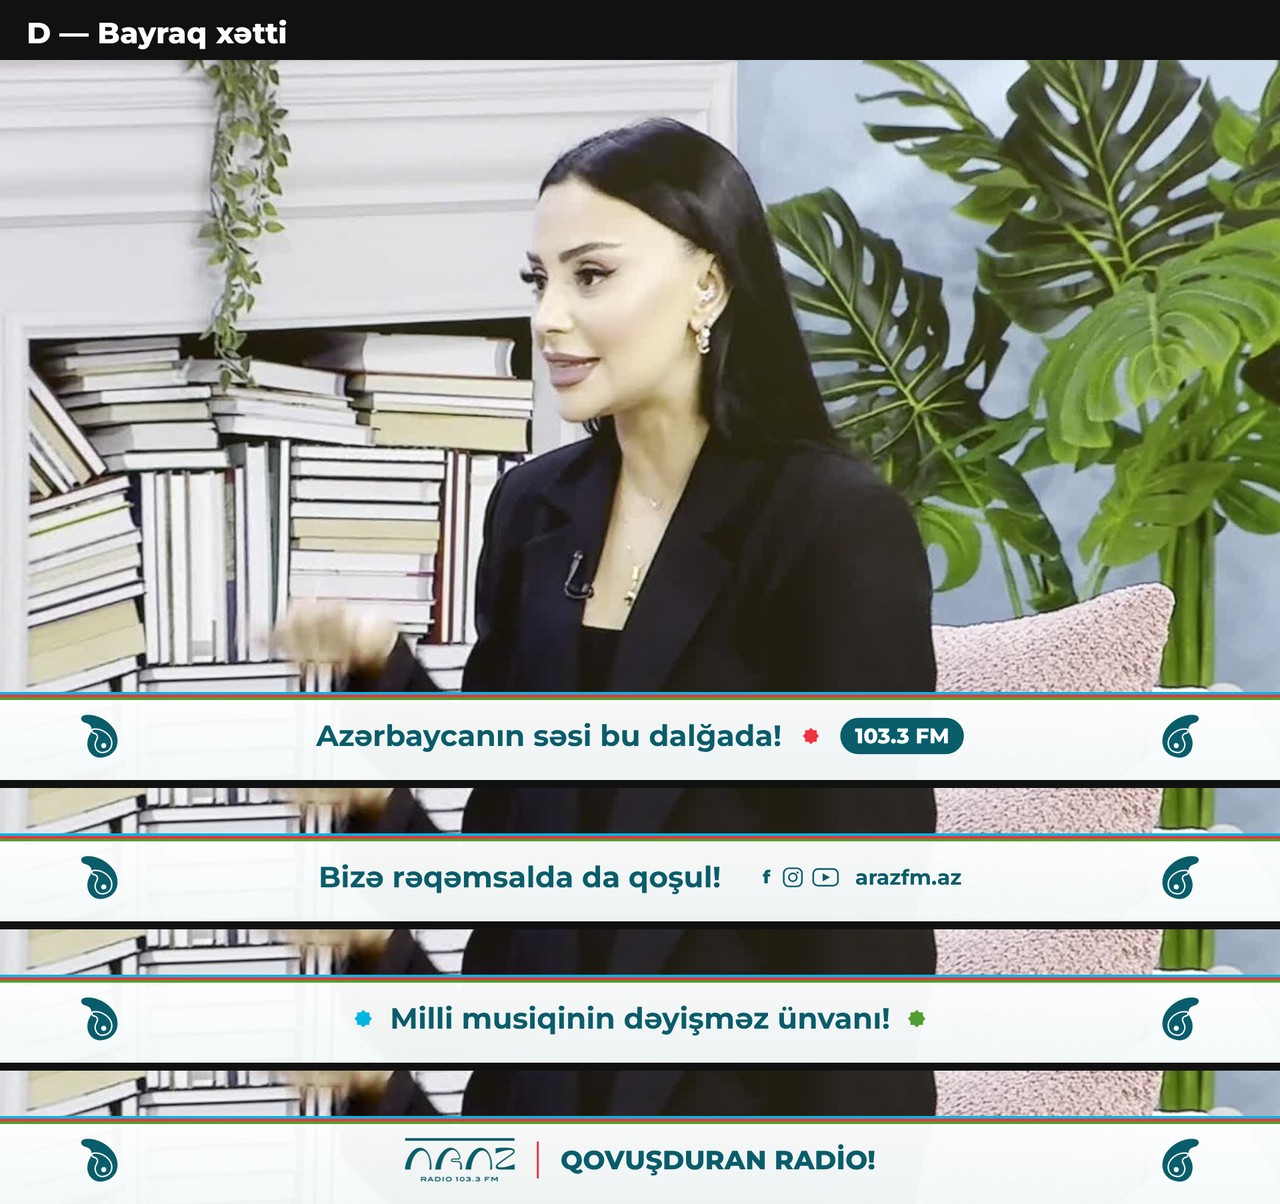 D — Bayraq xətti
Azərbaycanın səsi bu dalğada! 103.3 FM
Bizə rəqəmsalda da qoşul! arazfm.az
Milli musiqinin dəyişməz ünvanı!
ARAZ
RADIO 103.3 FM
QOVUŞDURAN RADİO!